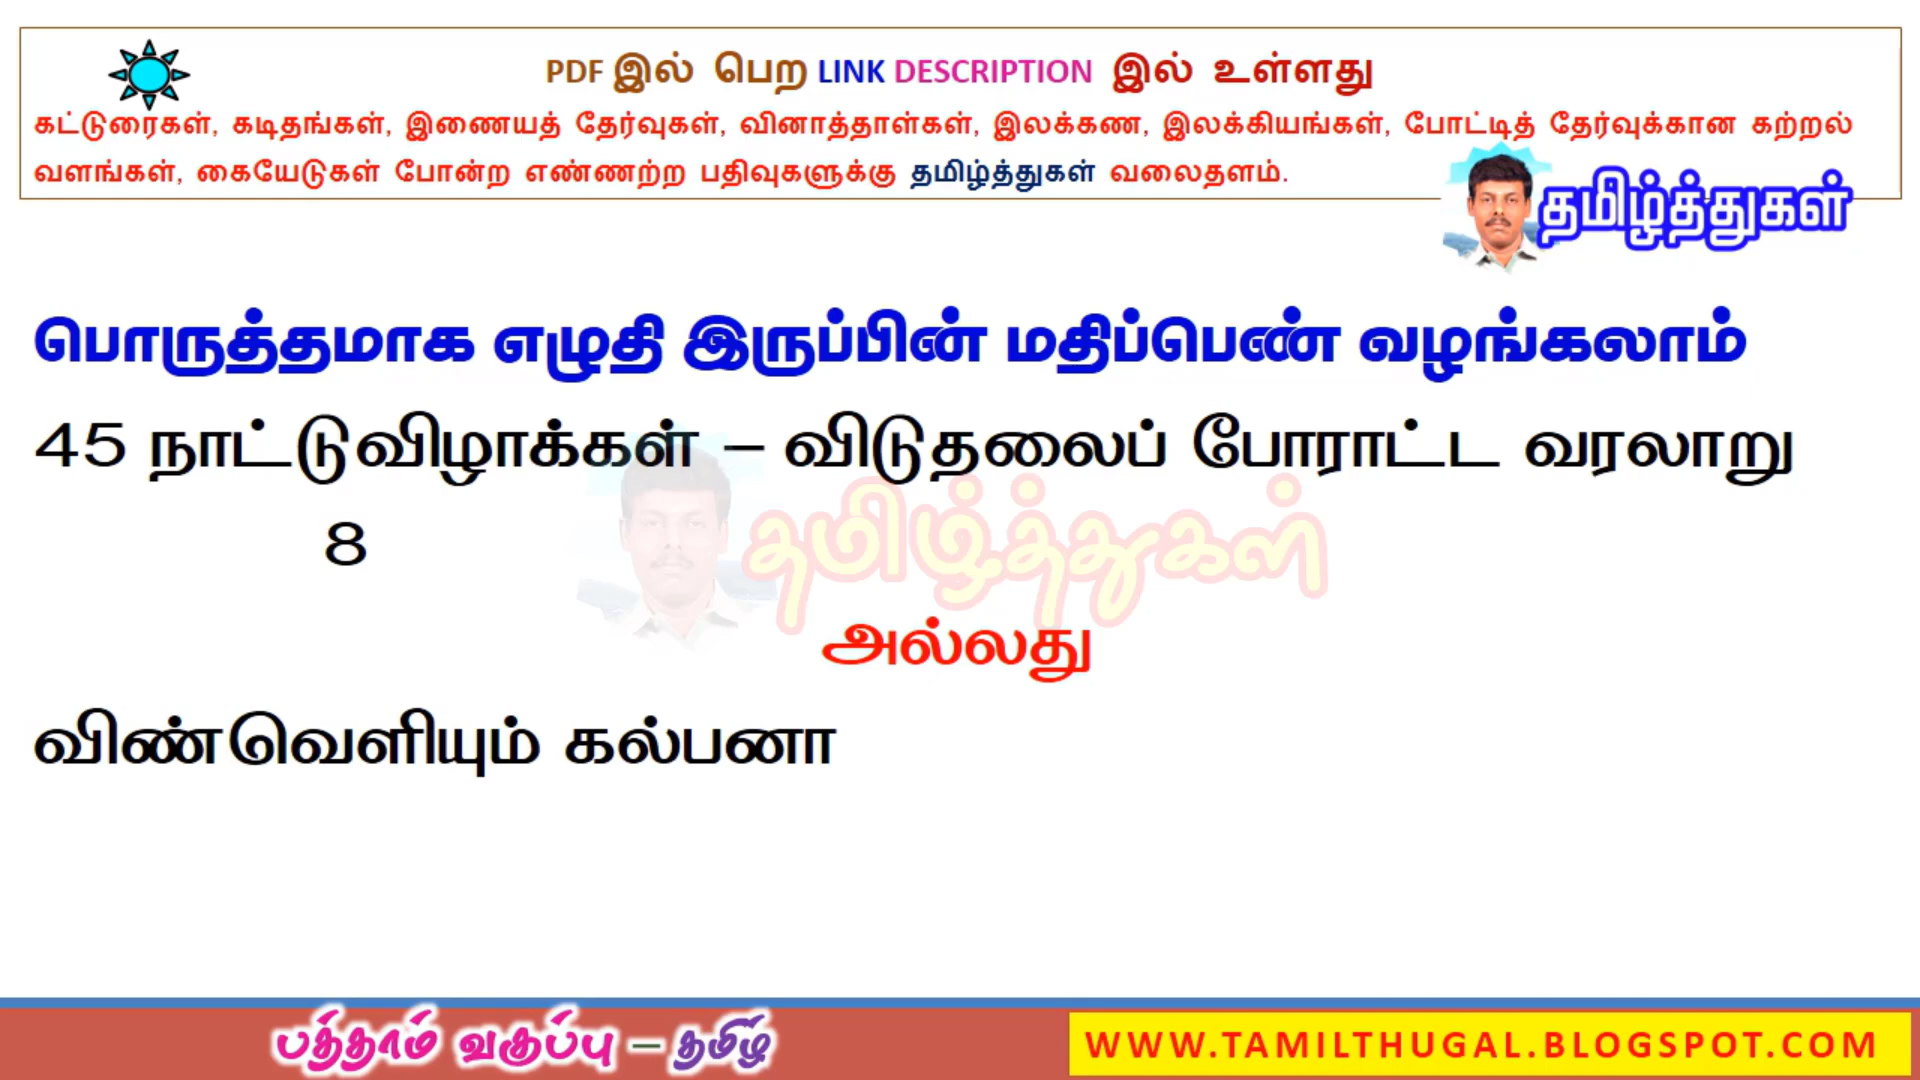 PDF இல் பெற LINK DESCRIPTION இல் உள்ளது
கட்டுரைகள், கடிதங்கள், இணையத் தேர்வுகள், வினாத்தாள்கள், இலக்கண, இலக்கியங்கள், போட்டித் தேர்வுக்கான கற்றல்
வளங்கள், கையேடுகள் போன்ற எண்ணற்ற பதிவுகளுக்கு தமிழ்த்துகள் வலைதளம்.
தமிழ்த்துகள்
பொருத்தமாக எழுதி இருப்பின் மதிப்பெண் வழங்கலாம்
45 நாட்டுவிழாக்கள் – விடுதலைப் போராட்ட வரலாறு
8
தமிழ்த்துகள்
அல்லது
விண்வெளியும் கல்பனா
பத்தாம் வகுப்பு – தமிழ்
WWW.TAMILTHUGAL.BLOGSPOT.COM